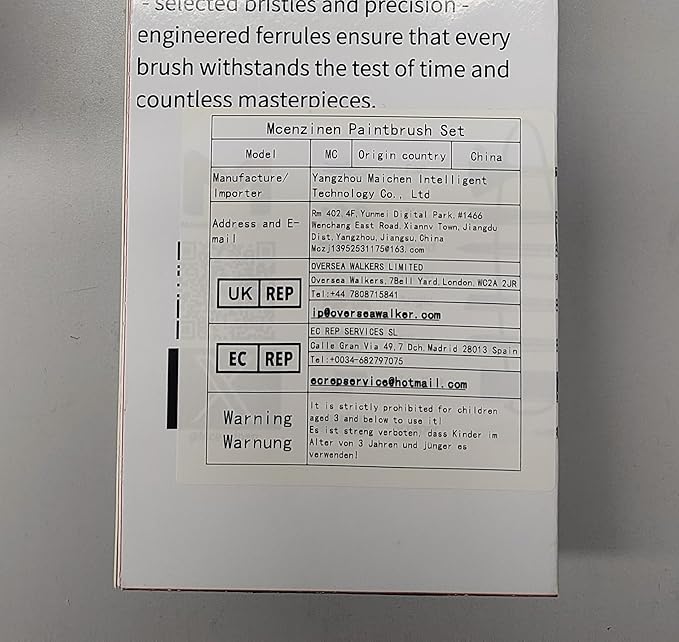 - selected bristles and precision -
engineered ferrules ensure that every
brush withstands the test of time and
countless masterpieces.
Mcenzinen Paintbrush Set
Model MC Origin country China
Manufacture/
Importer
Yangzhou Maichen Intelligent
Technology Co., Ltd
Address and E-
mail
Rm 402, 4F, Yunmei Digital Park, #1466
Wenchang East Road, Xiannv Town, Jiangdu
Dist, Yangzhou, Jiangsu, China
Mczj13952531175@163.com
UK REP
OVERSEA WALKERS LIMITED
Oversea Walkers, 7Bell Yard, London, WC2A 2JR
Tel:+44 7808715841
ip@overseawalker.com
EC REP
EC REP SERVICES SL
Calle Gran Via 49, 7 Dch, Madrid 28013 Spain
Tel:+0034-682797075
ecrepservice@hotmail.com
Warning
Warnung
It is strictly prohibited for children
aged 3 and below to use it!
Es ist streng verboten, dass Kinder im
Alter von 3 Jahren und jünger es
verwenden!